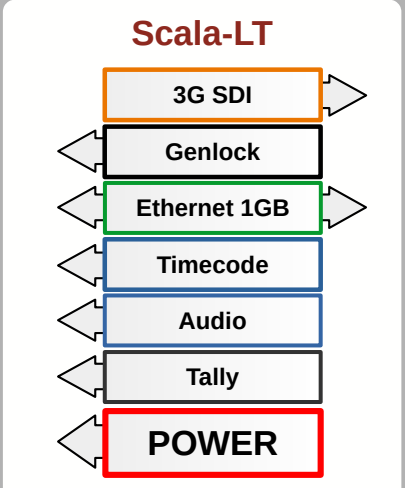 Scala-LT
3G SDI
Genlock
Ethernet 1GB
Timecode
Audio
Tally
POWER